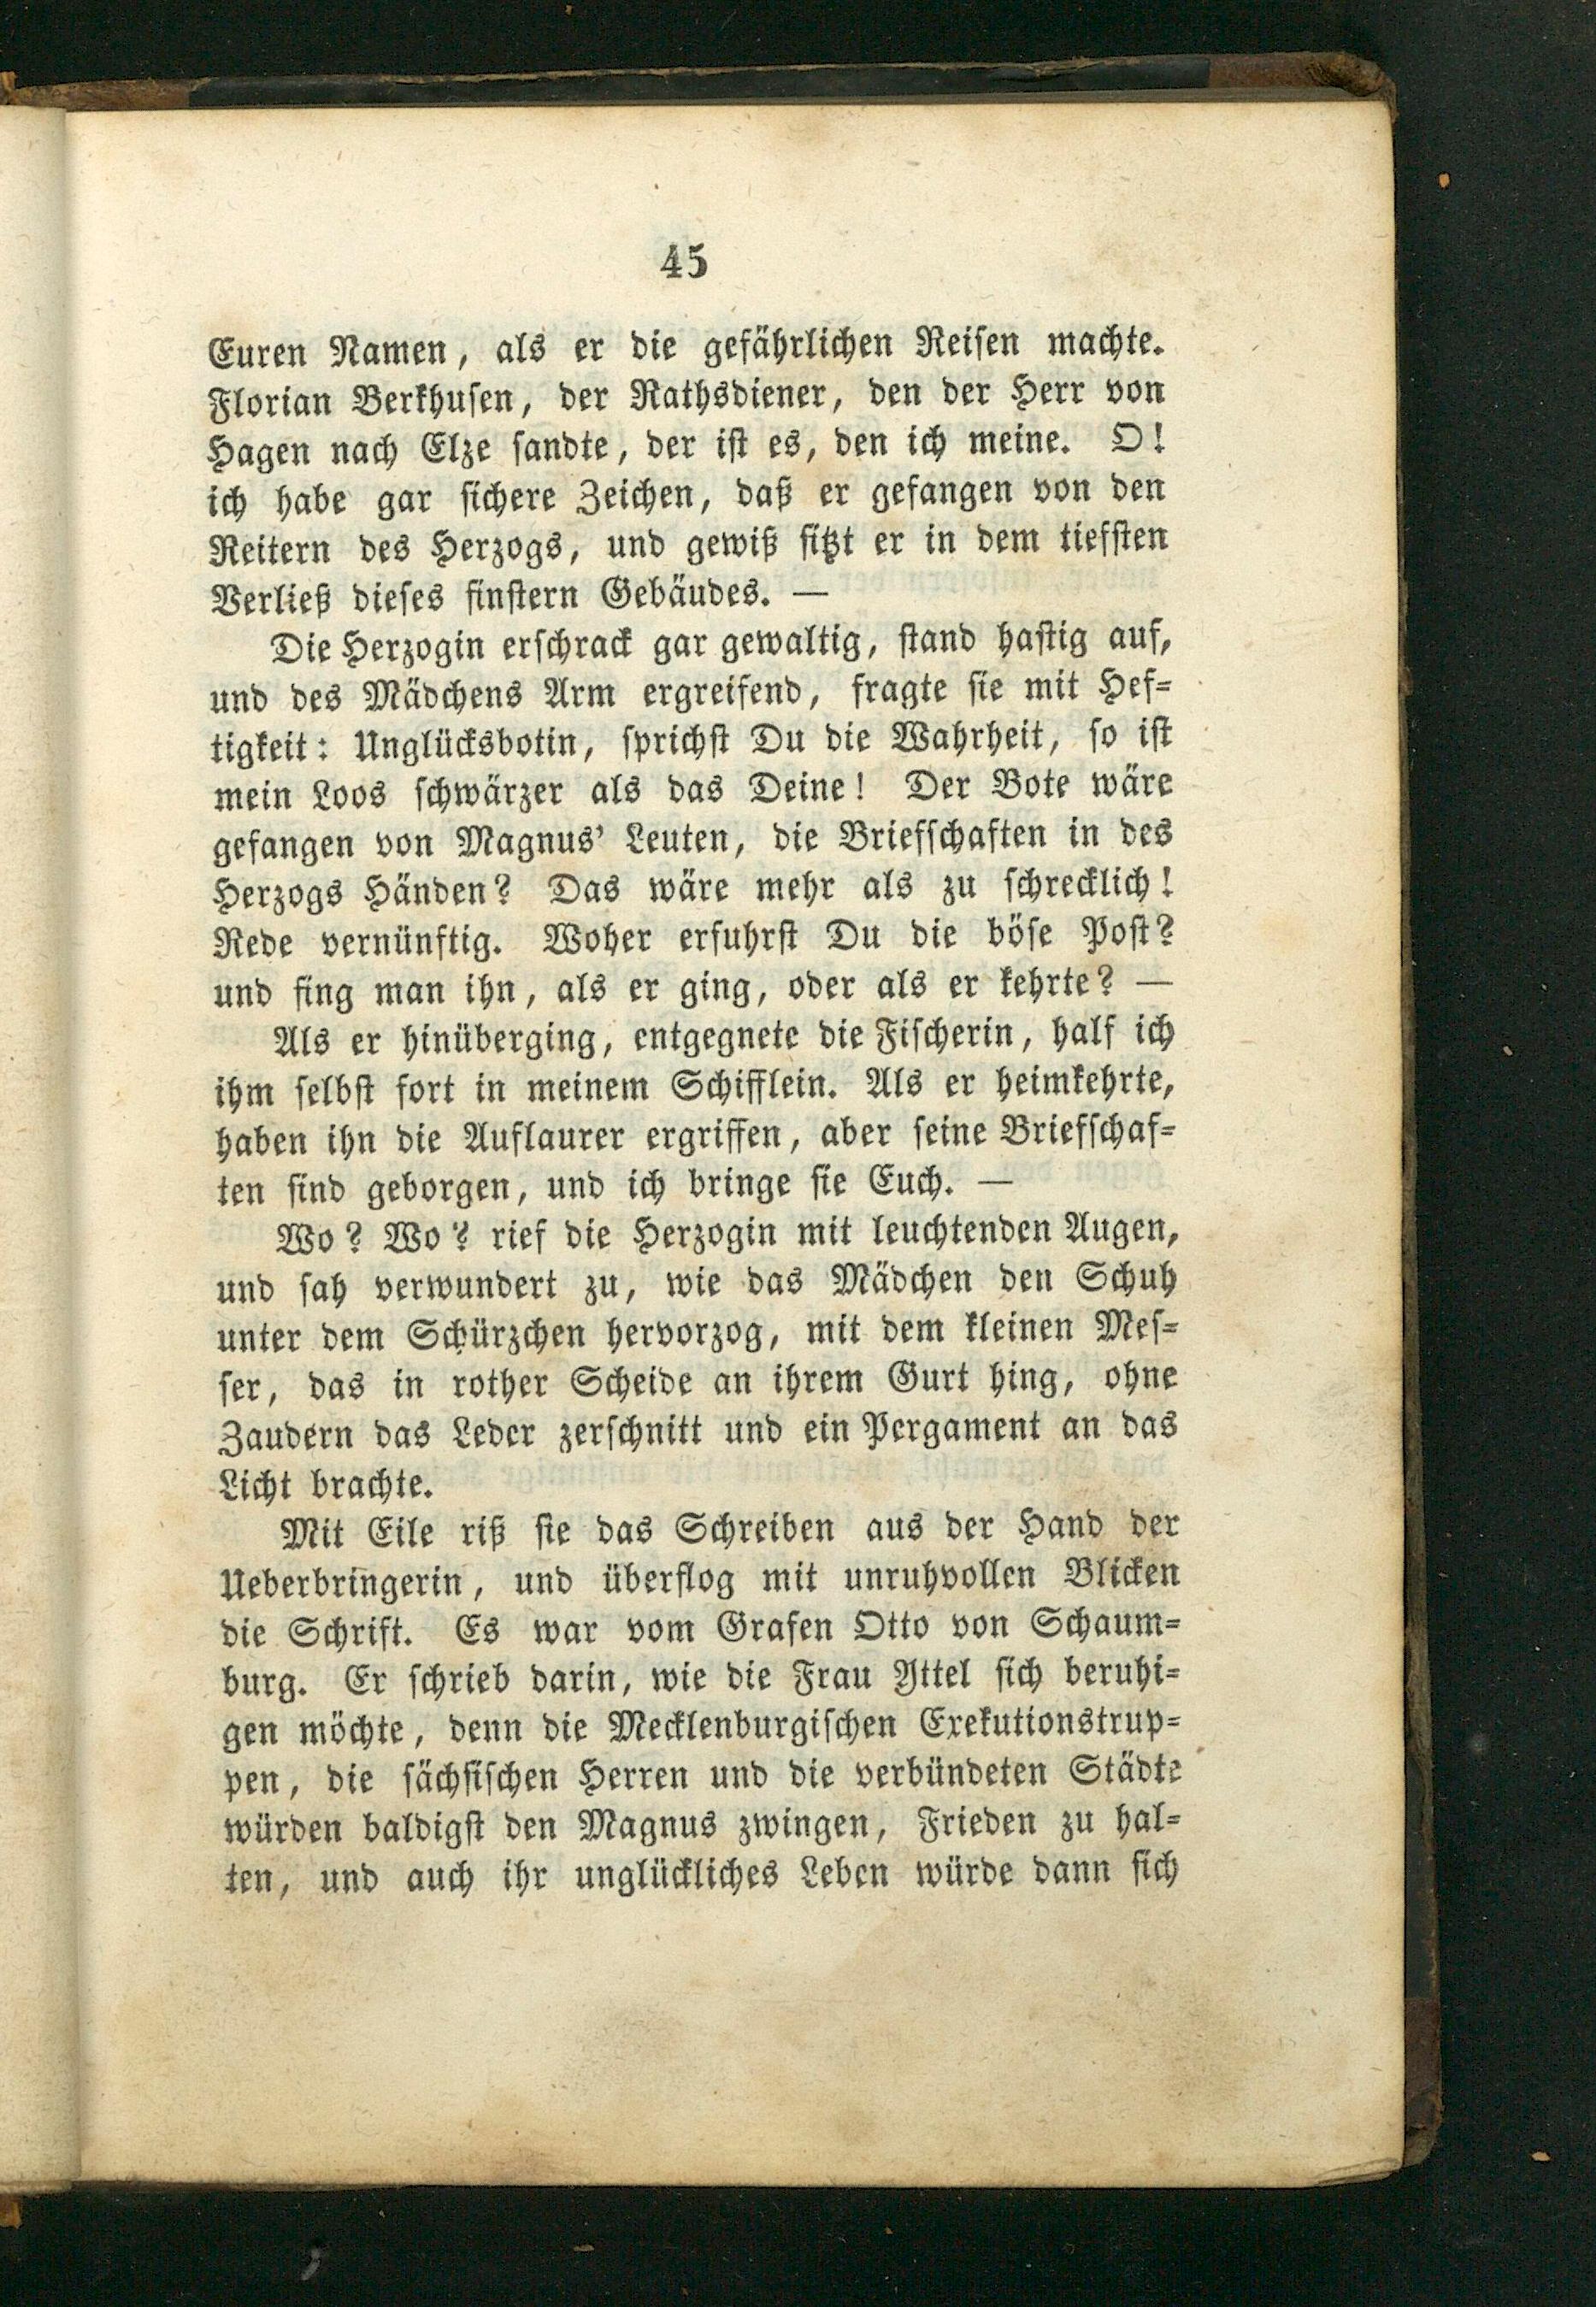 45
Euren Namen, als er die gefährlichen Reiſen machte.
Florian Berkhuſen, der Rathsdiener, den der Herr von
Hagen nach Elze ſandte, der iſt es, den ich meine. O!
ich habe gar ſichere Zeichen, daß er gefangen von den
Reitern des Herzogs, und gewiß ſitzt er in dem tiefſten
Verließ dieſes finſtern Gebäudes. —
Die Herzogin erſchrack gar gewaltig, ſtand haſtig auf,
und des Mädchens Arm ergreifend, fragte ſie mit Hef-
tigkeit: Unglücksbotin, ſprichſt Du die Wahrheit, ſo iſt
mein Loos ſchwärzer als das Deine! Der Bote wäre
gefangen von Magnus' Leuten, die Briefſchaften in des
Herzogs Händen? Das wäre mehr als zu ſchrecklich!
Rede vernünftig. Woher erfuhrſt Du die böſe Poſt?
und fing man ihn, als er ging, oder als er kehrte? —
Als er hinüberging, entgegnete die Fiſcherin, half ich
ihm ſelbſt fort in meinem Schifflein. Als er heimkehrte,
haben ihn die Auflaurer ergriffen, aber ſeine Briefſchaf-
ten ſind geborgen, und ich bringe ſie Euch. —
Wo? Wo? rief die Herzogin mit leuchtenden Augen,
und ſah verwundert zu, wie das Mädchen den Schuh
unter dem Schürzchen hervorzog, mit dem kleinen Meſ-
ſer, das in rother Scheide an ihrem Gurt hing, ohne
Zaudern das Leder zerſchnitt und ein Pergament an das
Licht brachte.
Mit Eile riß ſie das Schreiben aus der Hand der
Ueberbringerin, und überflog mit unruhvollen Blicken
die Schrift. Es war vom Grafen Otto von Schaum-
burg. Er ſchrieb darin, wie die Frau Yttel ſich beruhi-
gen möchte, denn die Mecklenburgiſchen Exekutionstrup-
pen, die ſächſiſchen Herren und die verbündeten Städte
würden baldigſt den Magnus zwingen, Frieden zu hal-
ten, und auch ihr unglückliches Leben würde dann ſich